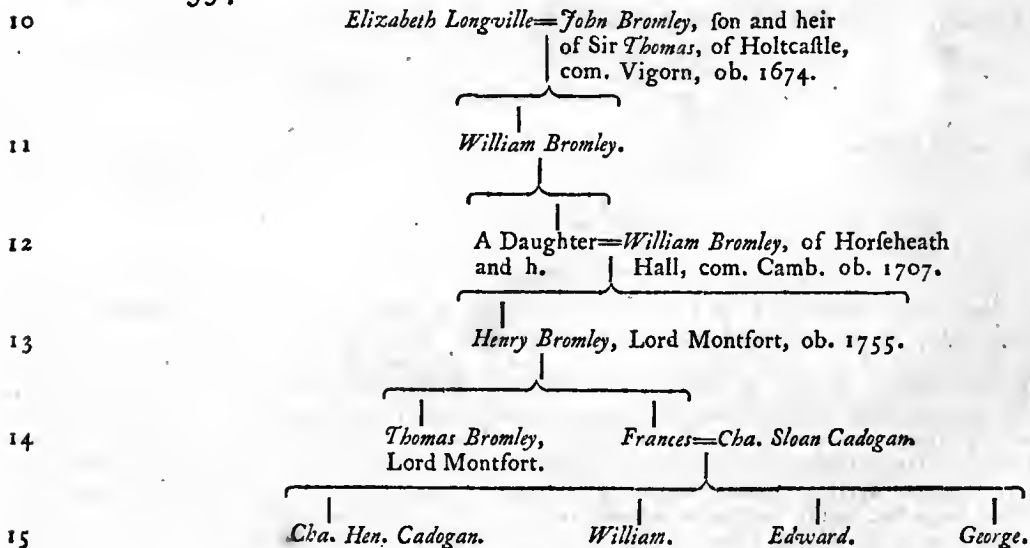 10 Elizabeth Longville=John Bromley, ſon and heir
of Sir Thomas, of Holtcaſtle,
com. Vigorn, ob. 1674.
11 William Bromley.
12 A Daughter=William Bromley, of Horſeheath
and h. Hall, com. Camb. ob. 1707.
13 Henry Bromley, Lord Montfort, ob. 1755.
14 Thomas Bromley, Frances=Cha. Sloan Cadogan.
Lord Montfort.
15 Cha. Hen. Cadogan. William. Edward. George.